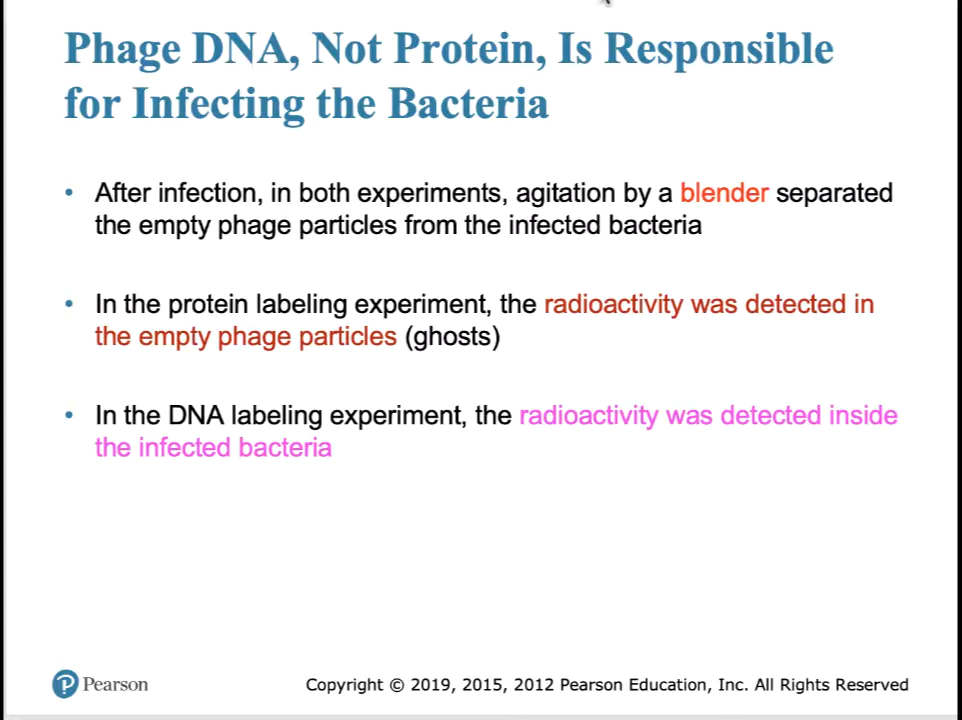 Phage DNA, Not Protein, Is Responsible
for Infecting the Bacteria
• After infection, in both experiments, agitation by a blender separated
the empty phage particles from the infected bacteria
• In the protein labeling experiment, the radioactivity was detected in
the empty phage particles (ghosts)
• In the DNA labeling experiment, the radioactivity was detected inside
the infected bacteria
P Pearson
Copyright © 2019, 2015, 2012 Pearson Education, Inc. All Rights Reserved